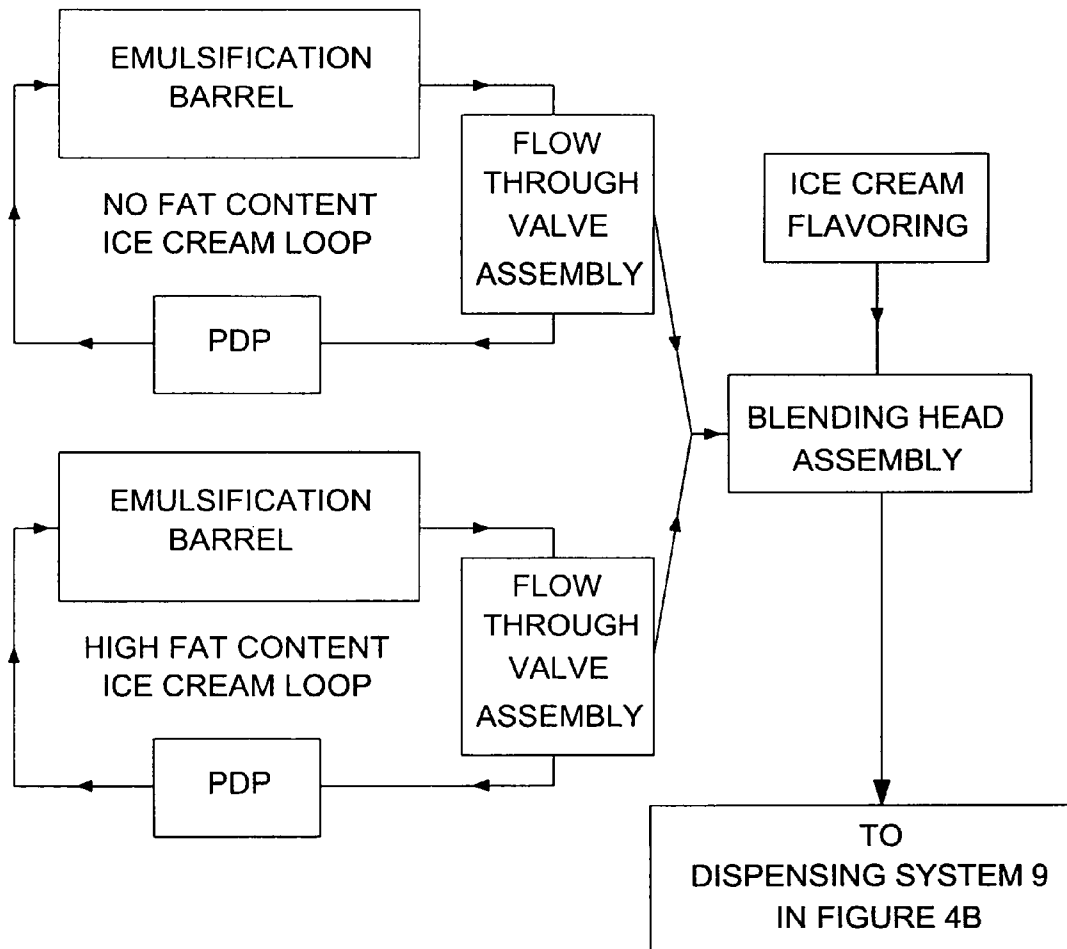 EMULSIFICATION
BARREL
NO FAT CONTENT
ICE CREAM LOOP
PDP
FLOW
THROUGH
VALVE
ASSEMBLY
ICE CREAM
FLAVORING
BLENDING HEAD
ASSEMBLY
EMULSIFICATION
BARREL
HIGH FAT CONTENT
ICE CREAM LOOP
PDP
FLOW
THROUGH
VALVE
ASSEMBLY
TO
DISPENSING SYSTEM 9
IN FIGURE 4B